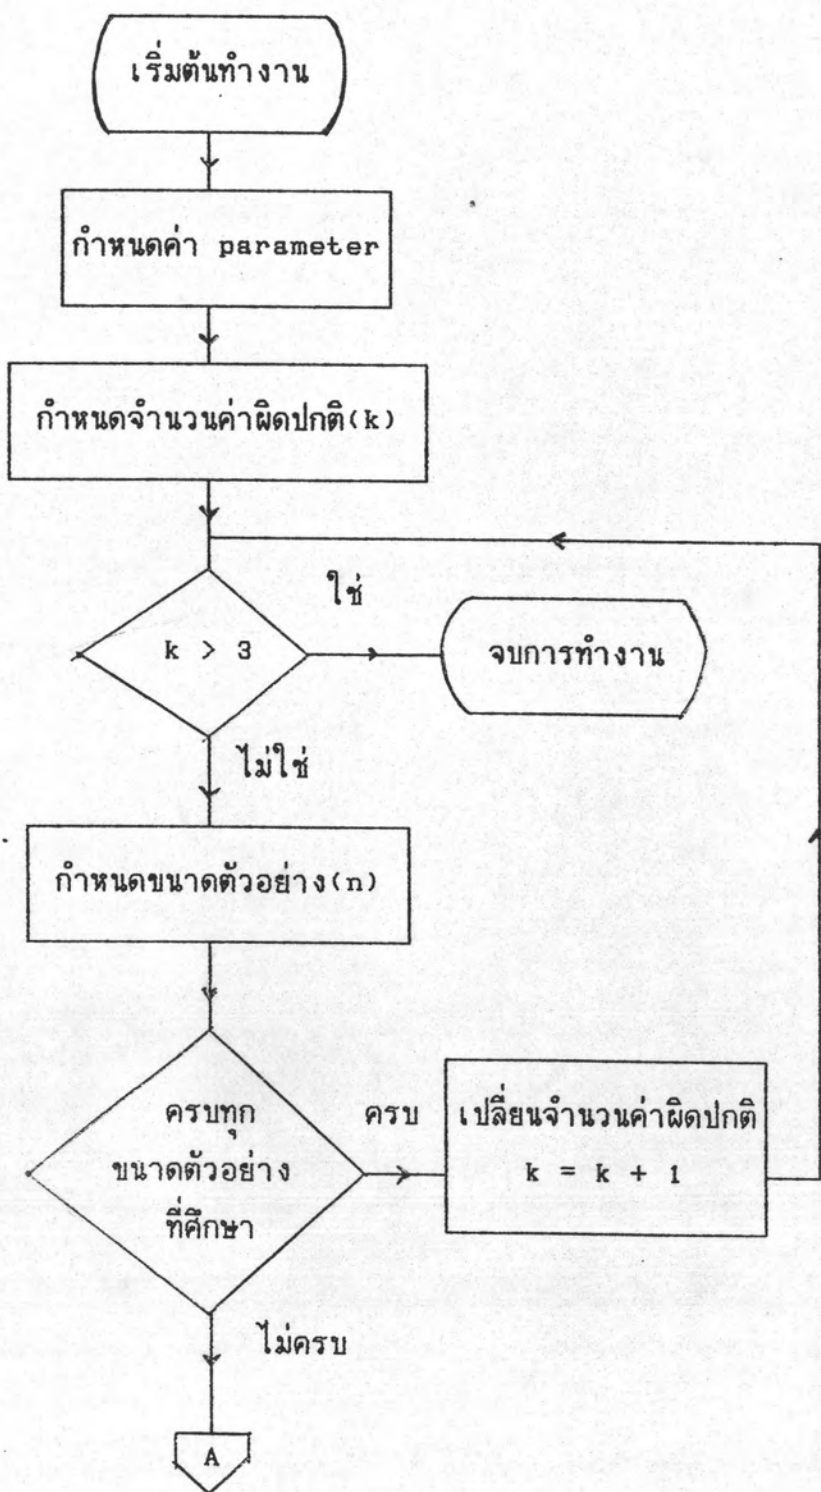 เริ่มต้นทำงาน
กำหนดค่า parameter
กำหนดจำนวนค่าผิดปกติ(k)
ใช่
k > 3
จบการทำงาน
ไม่ใช่
กำหนดขนาดตัวอย่าง(n)
ครบทุก
ขนาดตัวอย่าง
ที่ศึกษา
ครบ
เปลี่ยนจำนวนค่าผิดปกติ
k = k + 1
ไม่ครบ
A